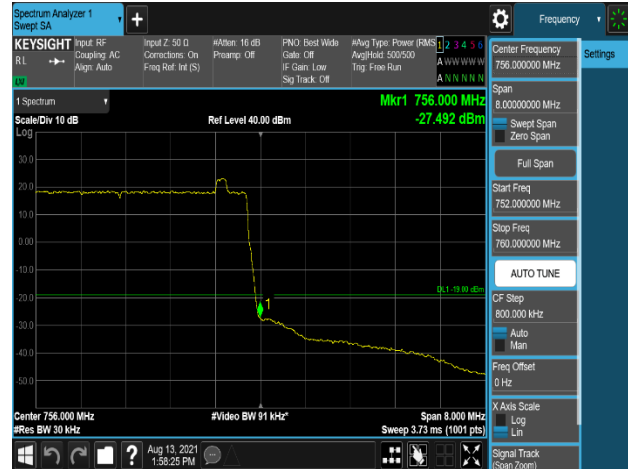 Spectrum Analyzer 1
Swept SA
Frequency
KEYSIGHT
Input: RF
Coupling: AC
Align: Auto
Input Z: 50 Ω
Corrections: On
Freq Ref: Int (S)
#Atten: 16 dB
Preamp: Off
PNO: Best Wide
Gate: Off
IF Gain: Low
Sig Track: Off
#Avg Type: Power (RMS
Avg|Hold: 500/500
Trig: Free Run
1 2 3 4 5 6
A W W W W W
A N N N N N
RL
1 Spectrum
Mkr1 756.000 MHz
Scale/Div 10 dB
Ref Level 40.00 dBm
-27.492 dBm
Log
30.0
20.0
10.0
0.00
-10.0
DL1 -19.00 dBm
-20.0
1
-30.0
-40.0
-50.0
Center 756.000 MHz
#Video BW 91 kHz*
Span 8.000 MHz
#Res BW 30 kHz
Sweep 3.73 ms (1001 pts)
Aug 13, 2021
1:58:25 PM
Center Frequency
756.000000 MHz
Settings
Span
8.00000000 MHz
Swept Span
Zero Span
Full Span
Start Freq
752.000000 MHz
Stop Freq
760.000000 MHz
AUTO TUNE
CF Step
800.000 kHz
Auto
Man
Freq Offset
0 Hz
X Axis Scale
Log
Lin
Signal Track
(Span Zoom)